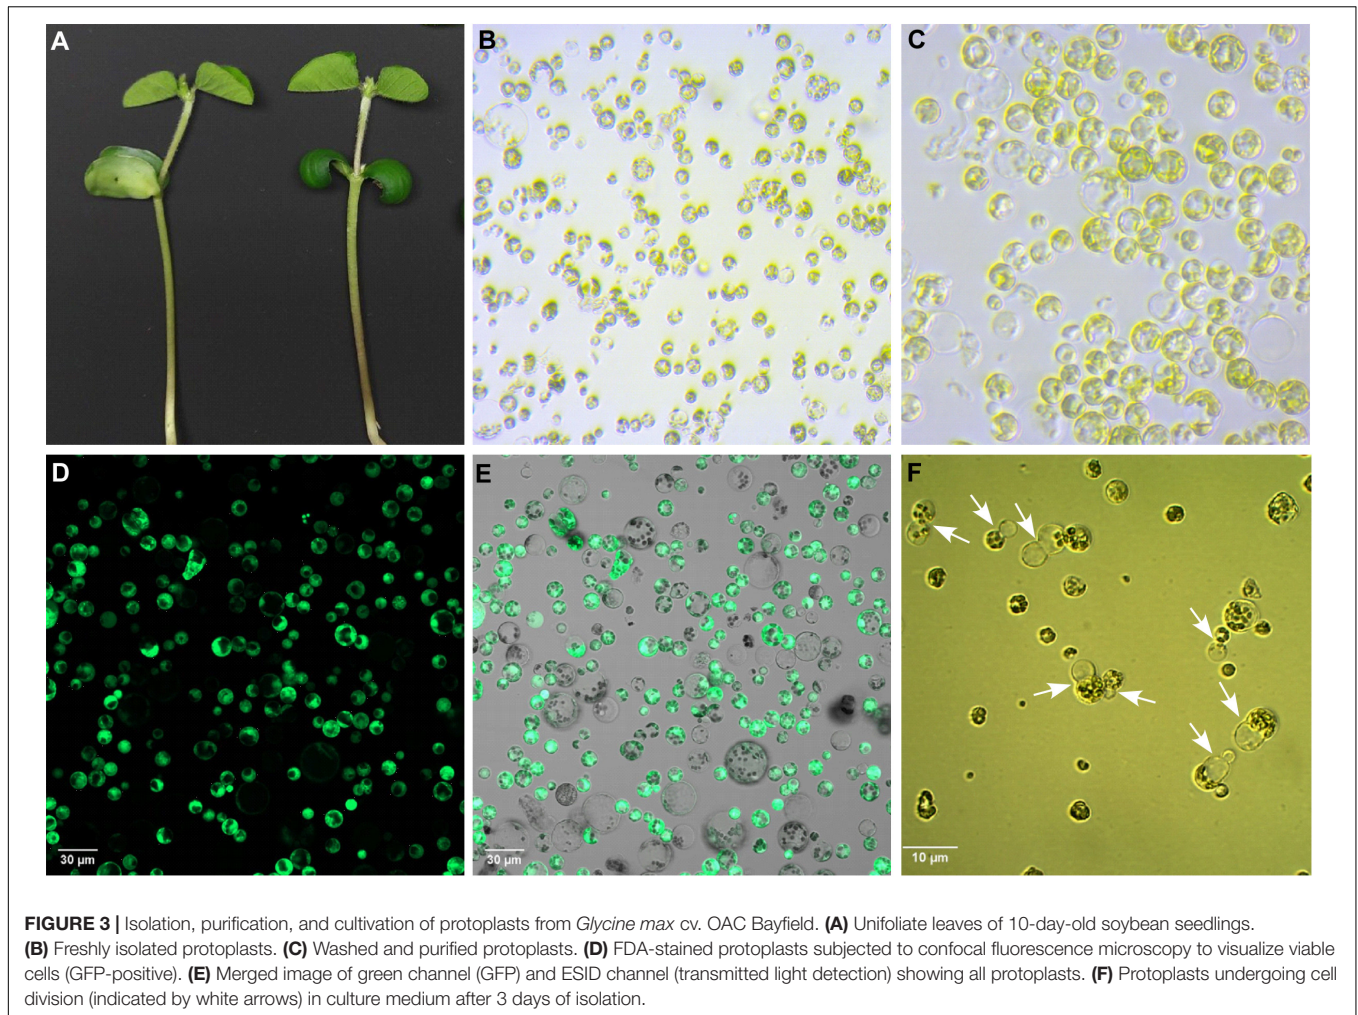 A
B
C
D
30 µm
E
30 µm
F
10 µm
FIGURE 3 | Isolation, purification, and cultivation of protoplasts from Glycine max cv. OAC Bayfield. (A) Unifoliate leaves of 10-day-old soybean seedlings.
(B) Freshly isolated protoplasts. (C) Washed and purified protoplasts. (D) FDA-stained protoplasts subjected to confocal fluorescence microscopy to visualize viable
cells (GFP-positive). (E) Merged image of green channel (GFP) and ESID channel (transmitted light detection) showing all protoplasts. (F) Protoplasts undergoing cell
division (indicated by white arrows) in culture medium after 3 days of isolation.